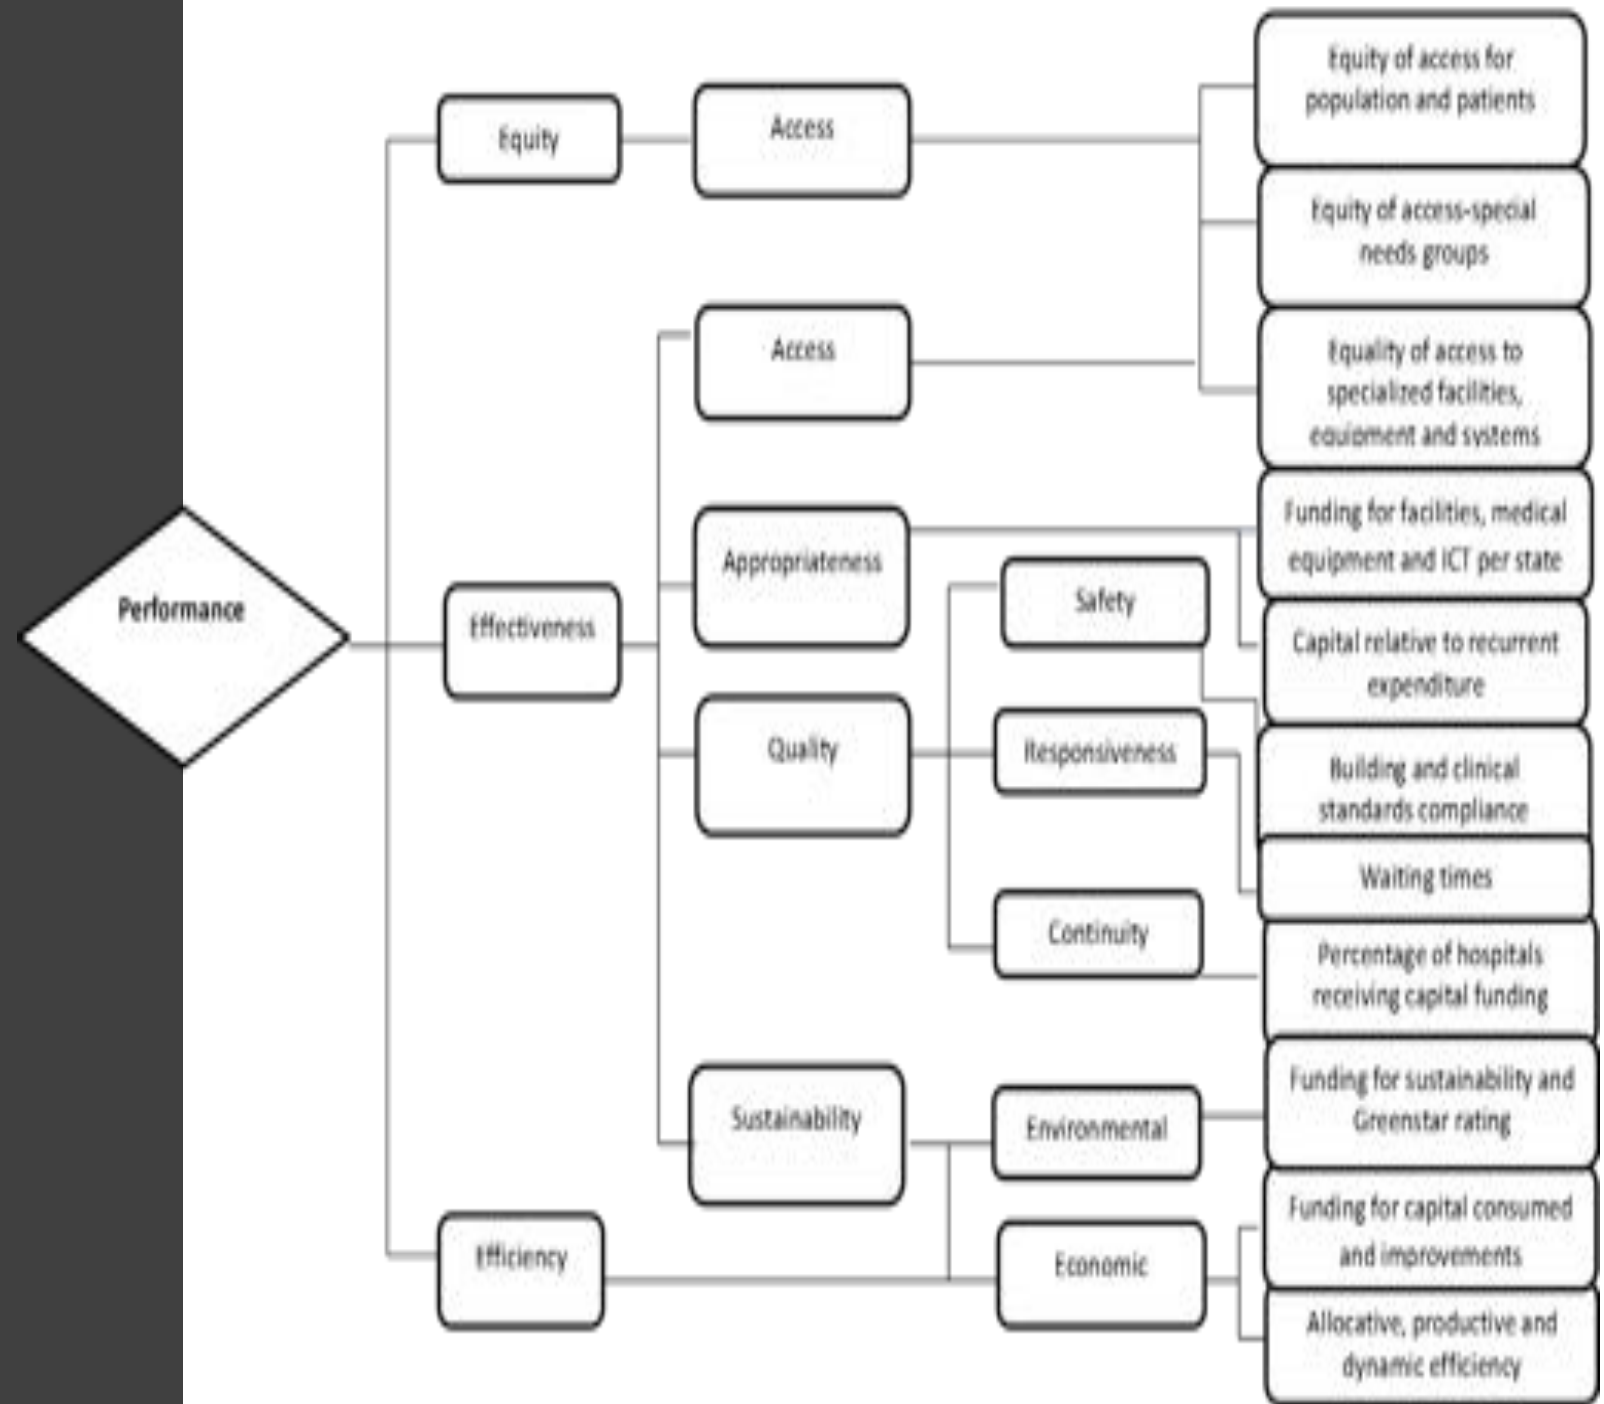 Performance
Equity
Access
Effectiveness
Access
Appropriateness
Quality
Safety
Responsiveness
Continuity
Sustainability
Environmental
Efficiency
Economic
Equity of access for
population and patients
Equity of access-special
needs groups
Equality of access to
specialized facilities,
equipment and systems
Funding for facilities, medical
equipment and ICT per state
Capital relative to recurrent
expenditure
Building and clinical
standards compliance
Waiting times
Percentage of hospitals
receiving capital funding
Funding for sustainability and
Greenstar rating
Funding for capital consumed
and improvements
Allocative, productive and
dynamic efficiency